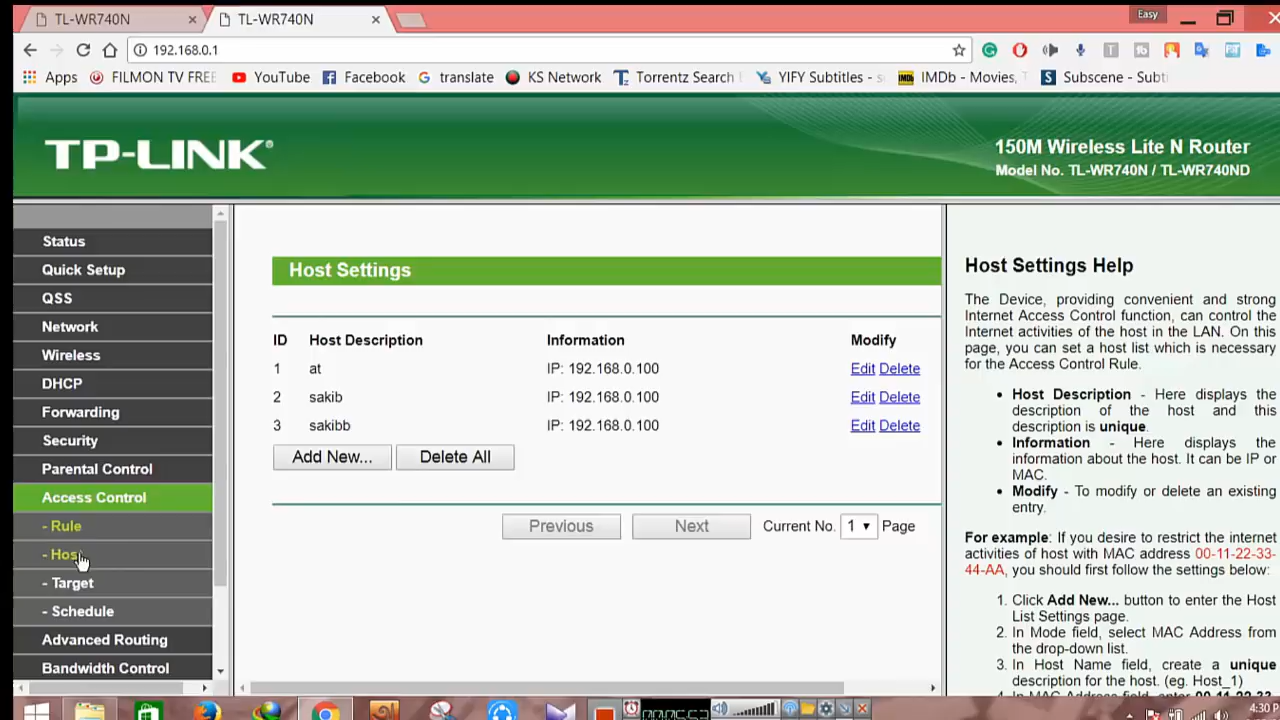 TL-WR740N
TL-WR740N
Easy
192.168.0.1
Apps FILMON TV FREE YouTube Facebook translate KS Network Torrentz Search YIFY Subtitles - IMDb - Movies, Subscene -
TP-LINK®
150M Wireless Lite N Router
Model No. TL-WR740N / TL-WR740ND
Status
Quick Setup
QSS
Network
Wireless
DHCP
Forwarding
Security
Parental Control
Access Control
- Rule
- Host
- Target
- Schedule
Advanced Routing
Bandwidth Control
Host Settings
ID Host Description Information Modify
1 at IP: 192.168.0.100 Edit Delete
2 sakib IP: 192.168.0.100 Edit Delete
3 sakibb IP: 192.168.0.100 Edit Delete
Add New... Delete All
Previous Next Current No. 1 Page
Host Settings Help
The Device, providing convenient and strong
Internet Access Control function, can control the
Internet activities of the host in the LAN. On this
page, you can set a host list which is necessary
for the Access Control Rule.
• Host Description - Here displays the
description of the host and this
description is unique.
• Information - Here displays the
information about the host. It can be IP or
MAC.
• Modify - To modify or delete an existing
entry.
For example: If you desire to restrict the internet
activities of host with MAC address 00-11-22-33-
44-AA, you should first follow the settings below:
1. Click Add New... button to enter the Host
List Settings page.
2. In Mode field, select MAC Address from
the drop-down list.
3. In Host Name field, create a unique
description for the host. (eg. Host_1)
4:30 P